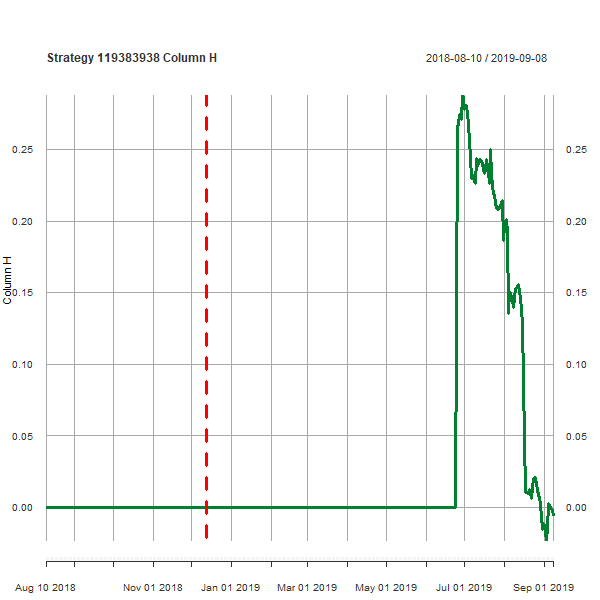 Strategy 119383938 Column H
2018-08-10 / 2019-09-08
0.25
0.25
0.20
0.20
0.15
0.15
0.10
0.10
0.05
0.05
0.00
0.00
Column H
Aug 10 2018
Nov 01 2018
Jan 01 2019
Mar 01 2019
May 01 2019
Jul 01 2019
Sep 01 2019